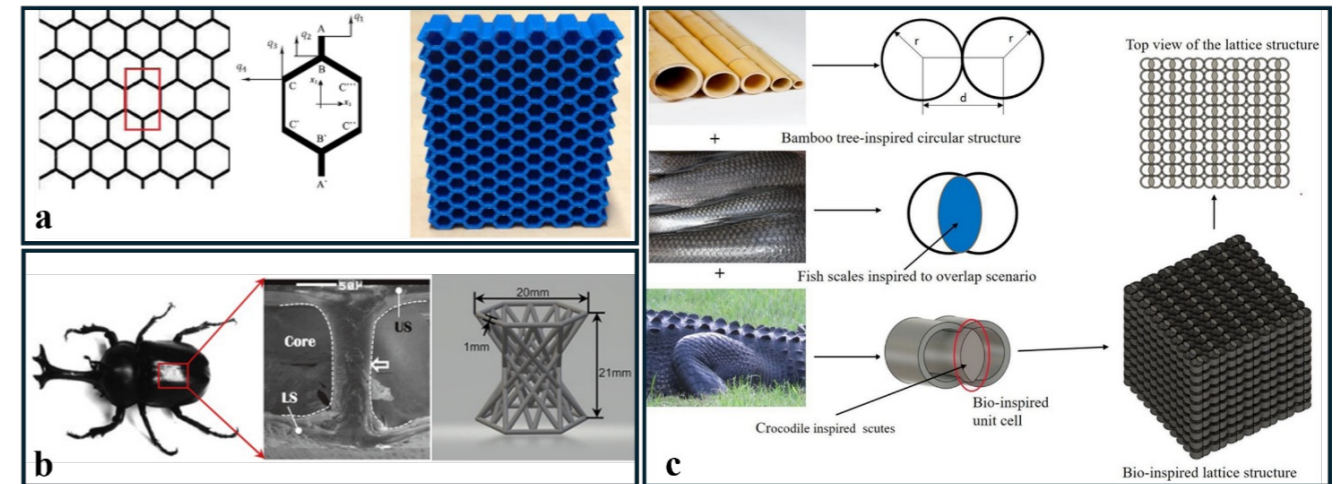 A
q₁
q₂
q₃
B
q₄
x₂
C
C'''
x₁
C'
C''
B'
A'
a
50µ
US
Core
LS
20mm
1mm
21mm
b
r
r
d
+
Bamboo tree-inspired circular structure
+
Fish scales inspired to overlap scenario
Crocodile inspired scutes
Bio-inspired
unit cell
Top view of the lattice structure
Bio-inspired lattice structure
c